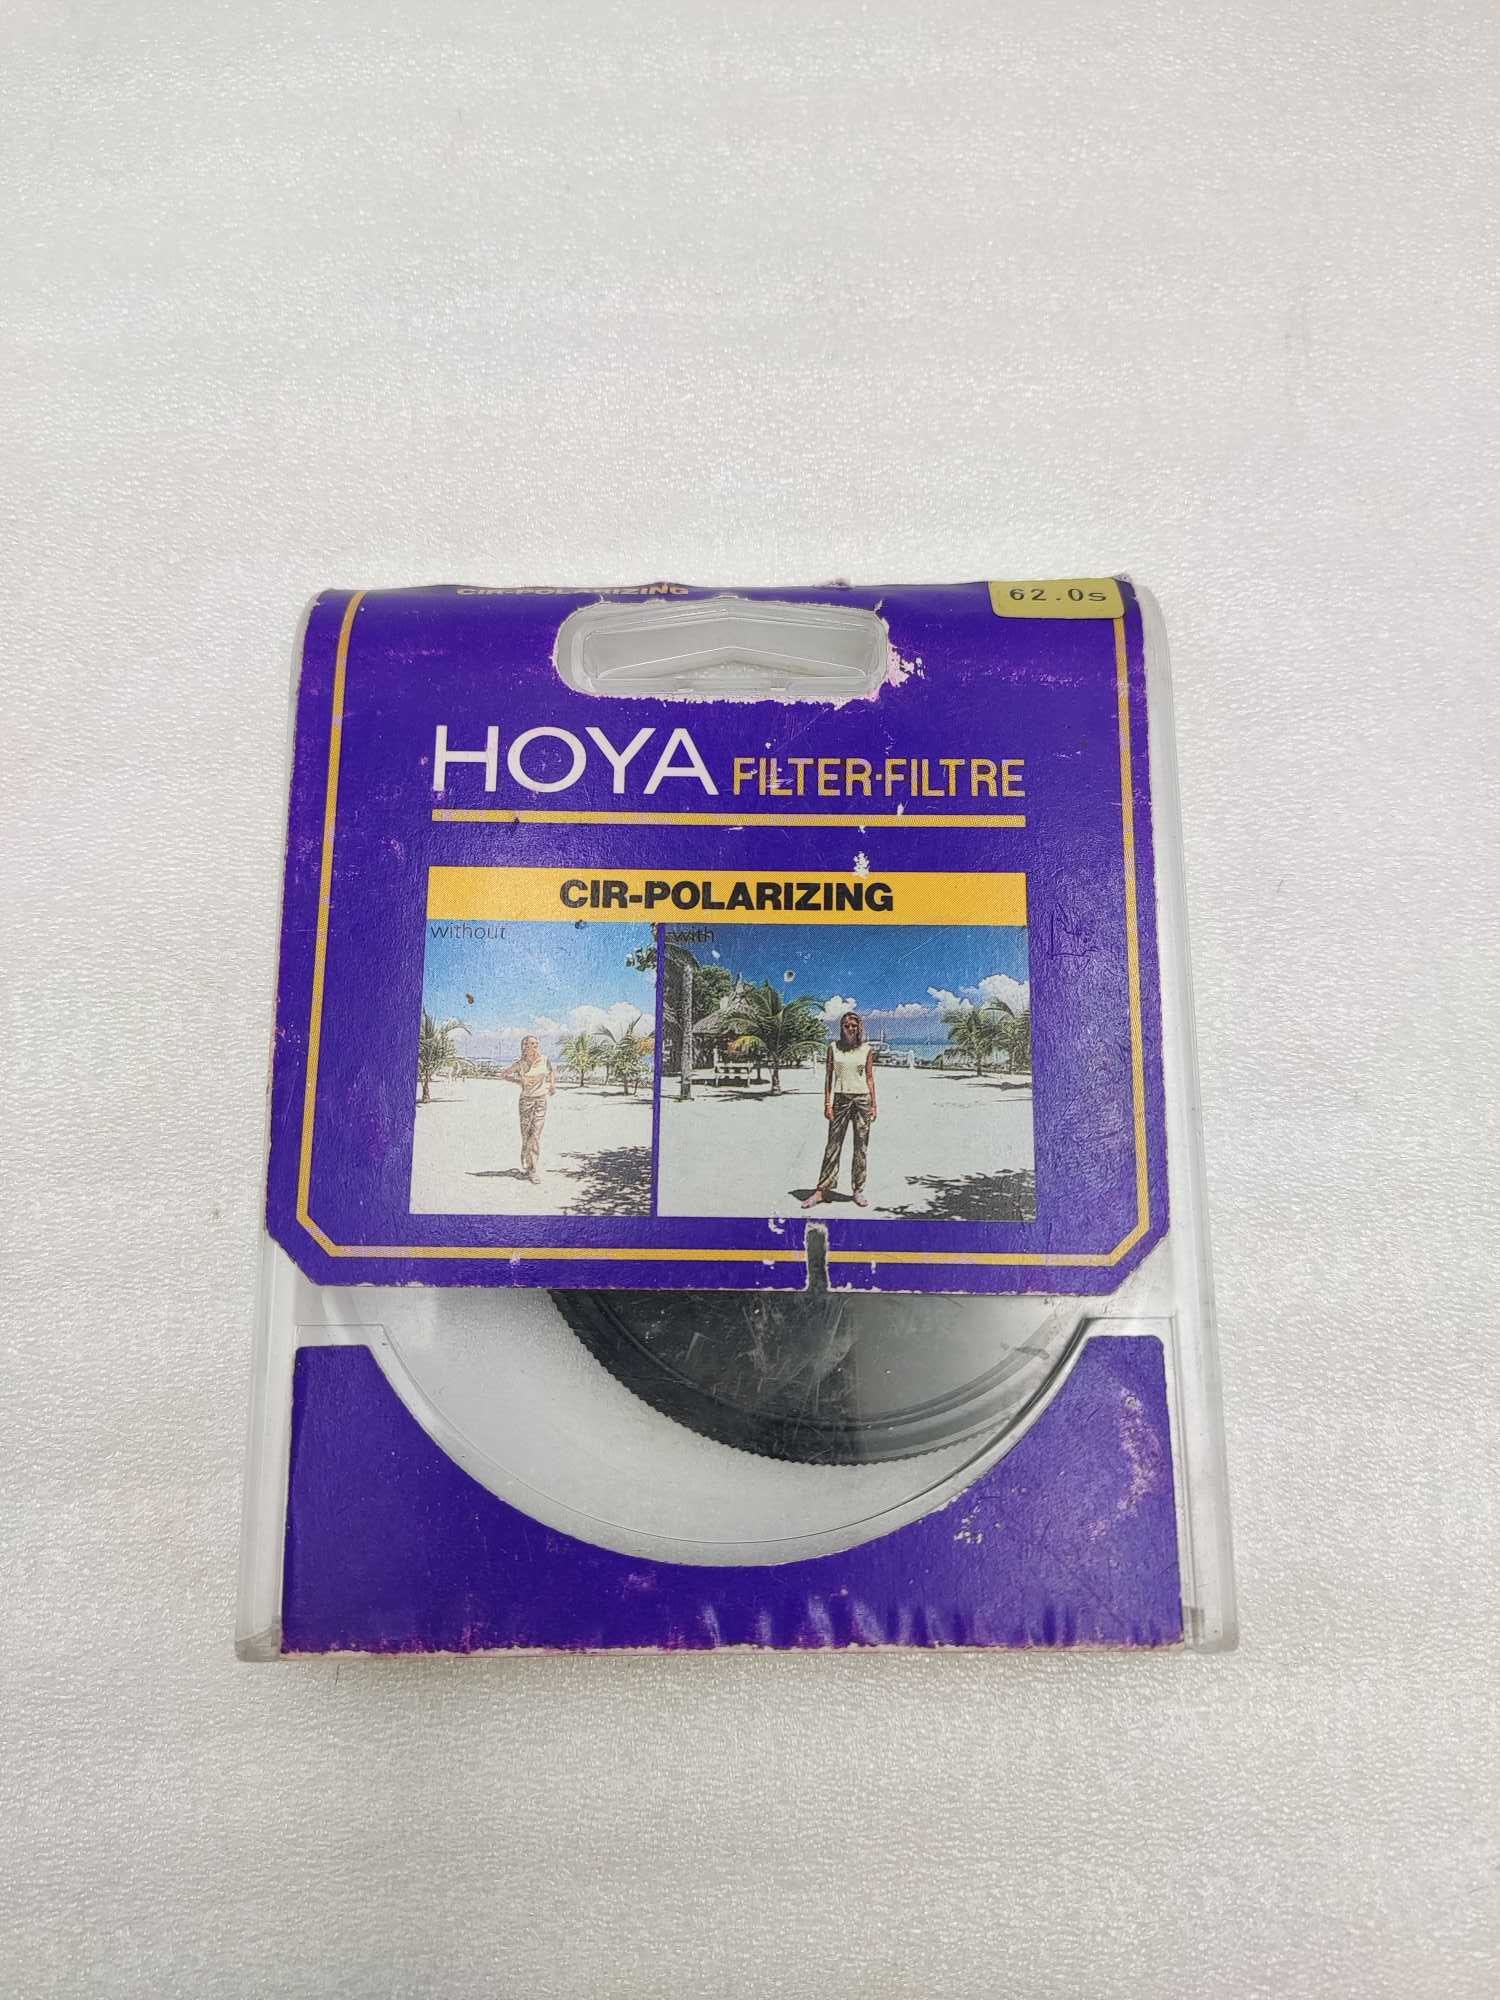 CIR-POLARIZING
62.0s
HOYA FILTER·FILTRE
CIR-POLARIZING
without
with